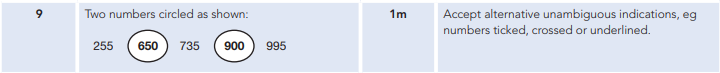 9 Two numbers circled as shown: 1m Accept alternative unambiguous indications, eg
numbers ticked, crossed or underlined.
255 650 735 900 995